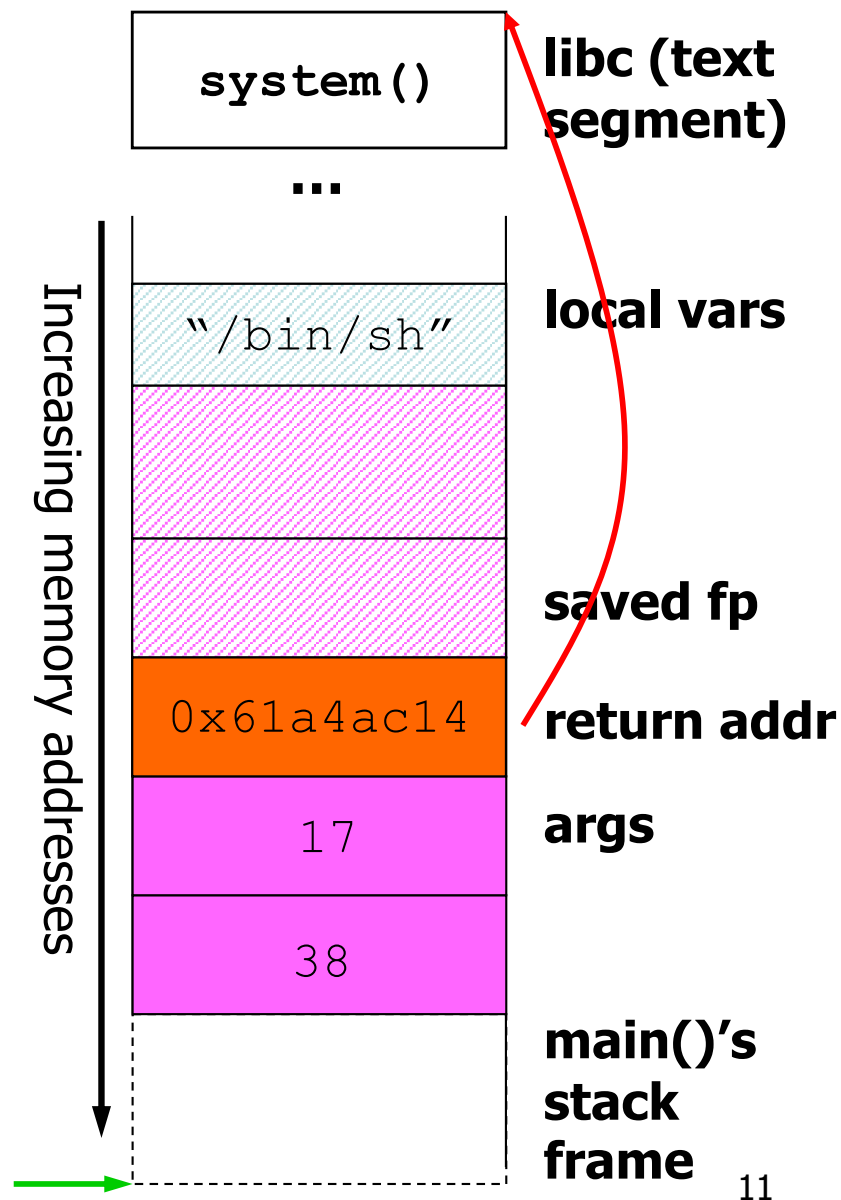 system()
libc (text
segment)
...
Increasing memory addresses
“/bin/sh”
local vars
saved fp
0x61a4ac14
return addr
17
args
38
main()’s
stack
frame
11